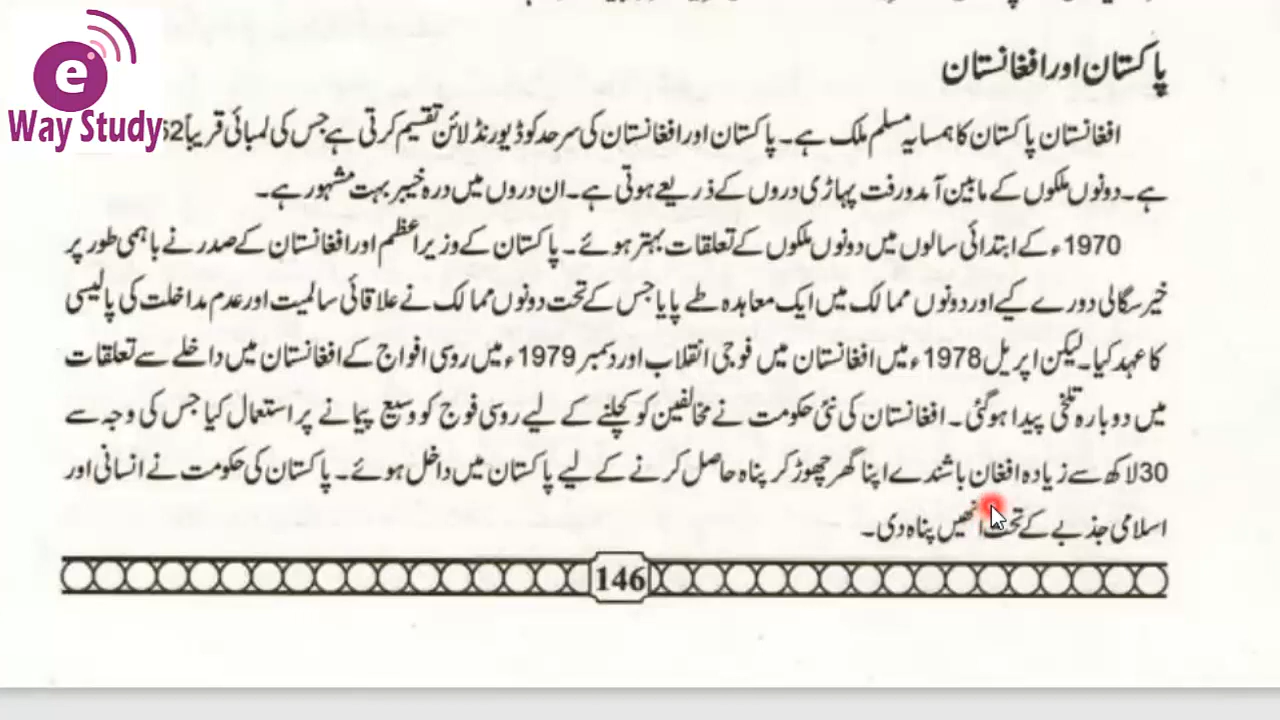 e
Way Study
پاکستان اور افغانستان
افغانستان پاکستان کا ہمسایہ مسلم ملک ہے۔ پاکستان اور افغانستان کی سرحد کو ڈیورنڈ لائن تقسیم کرتی ہے جس کی لمبائی قریباً
ہے۔ دونوں ملکوں کے مابین آمدورفت پہاڑی دروں کے ذریعے ہوتی ہے۔ ان دروں میں درہ خیبر بہت مشہور ہے۔
1970ء کے ابتدائی سالوں میں دونوں ملکوں کے تعلقات بہتر ہوئے۔ پاکستان کے وزیراعظم اور افغانستان کے صدر نے باہمی طور پر
خیرسگالی دورے کیے اور دونوں ممالک میں ایک معاہدہ طے پایا جس کے تحت دونوں ممالک نے علاقائی سالمیت اور عدم مداخلت کی پالیسی
کا عہد کیا۔ لیکن اپریل 1978ء میں افغانستان میں فوجی انقلاب اور دسمبر 1979ء میں روسی افواج کے افغانستان میں داخلے سے تعلقات
میں دوبارہ تلخی پیدا ہوگئی۔ افغانستان کی نئی حکومت نے مخالفین کو کچلنے کے لیے روسی فوج کو وسیع پیمانے پر استعمال کیا جس کی وجہ سے
30 لاکھ سے زیادہ افغان باشندے اپنا گھر چھوڑ کر پناہ حاصل کرنے کے لیے پاکستان میں داخل ہوئے۔ پاکستان کی حکومت نے انسانی اور
اسلامی جذبے کے تحت انھیں پناہ دی۔
146